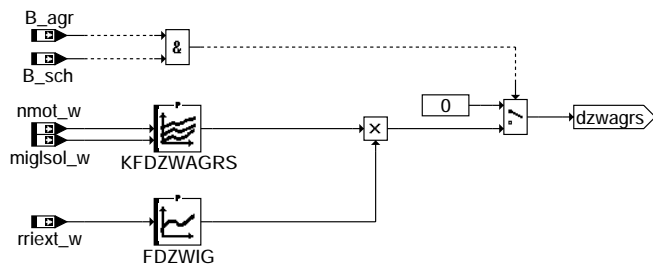 B_agr
&
B_sch
nmot_w
0
dzwagrs
miglsol_w
P
KFDZWAGRS
rriext_w
P
FDZWIG